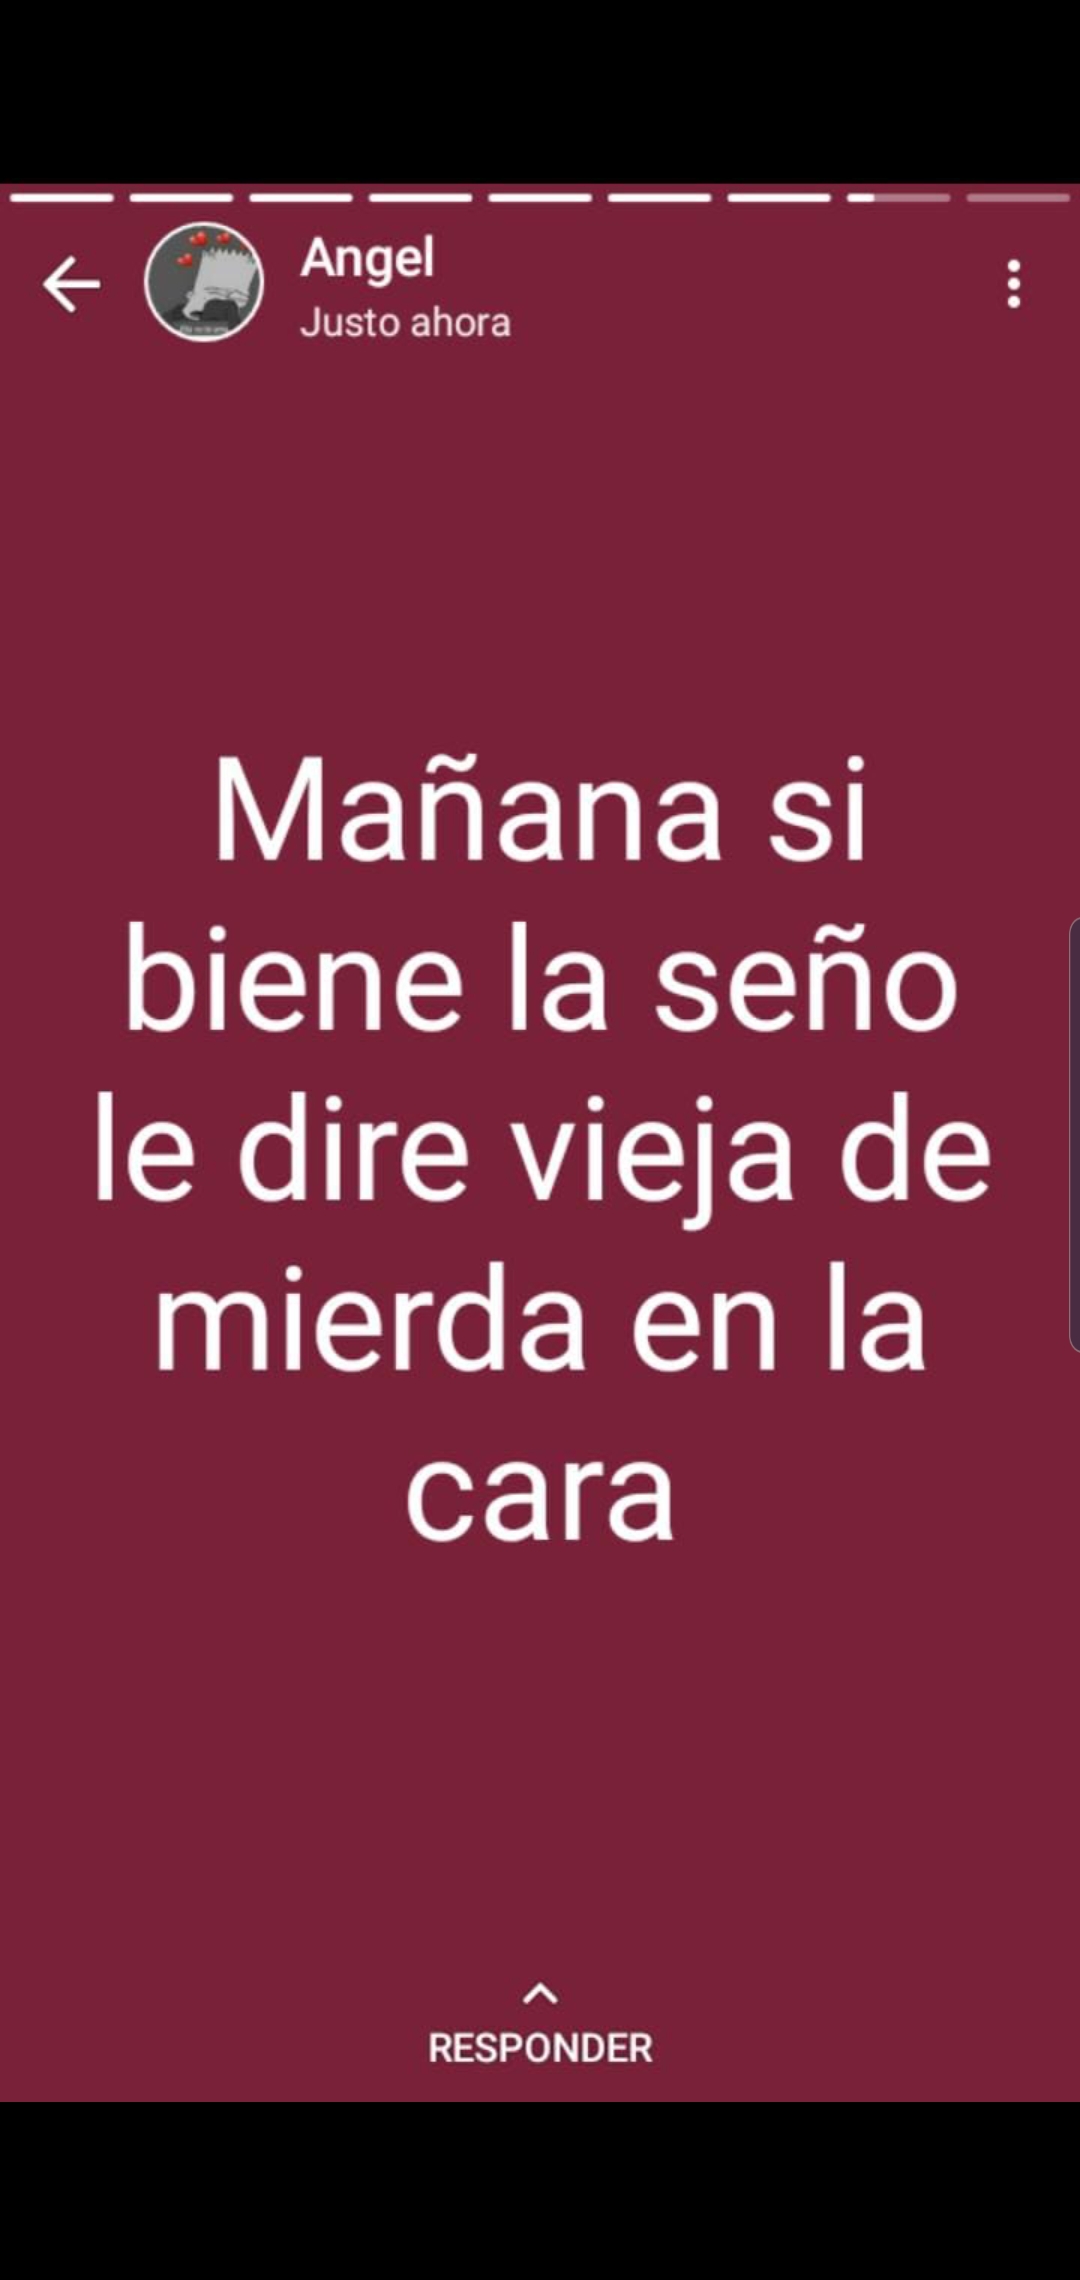 Angel
Justo ahora
Mañana si
biene la seño
le dire vieja de
mierda en la
cara
RESPONDER